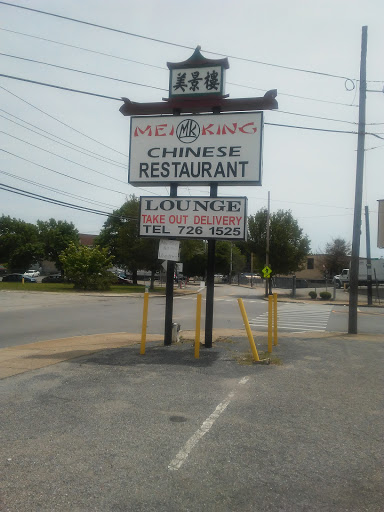 美景樓
MEI MK KING
CHINESE
RESTAURANT
LOUNGE
TAKE OUT DELIVERY
TEL 726 1525